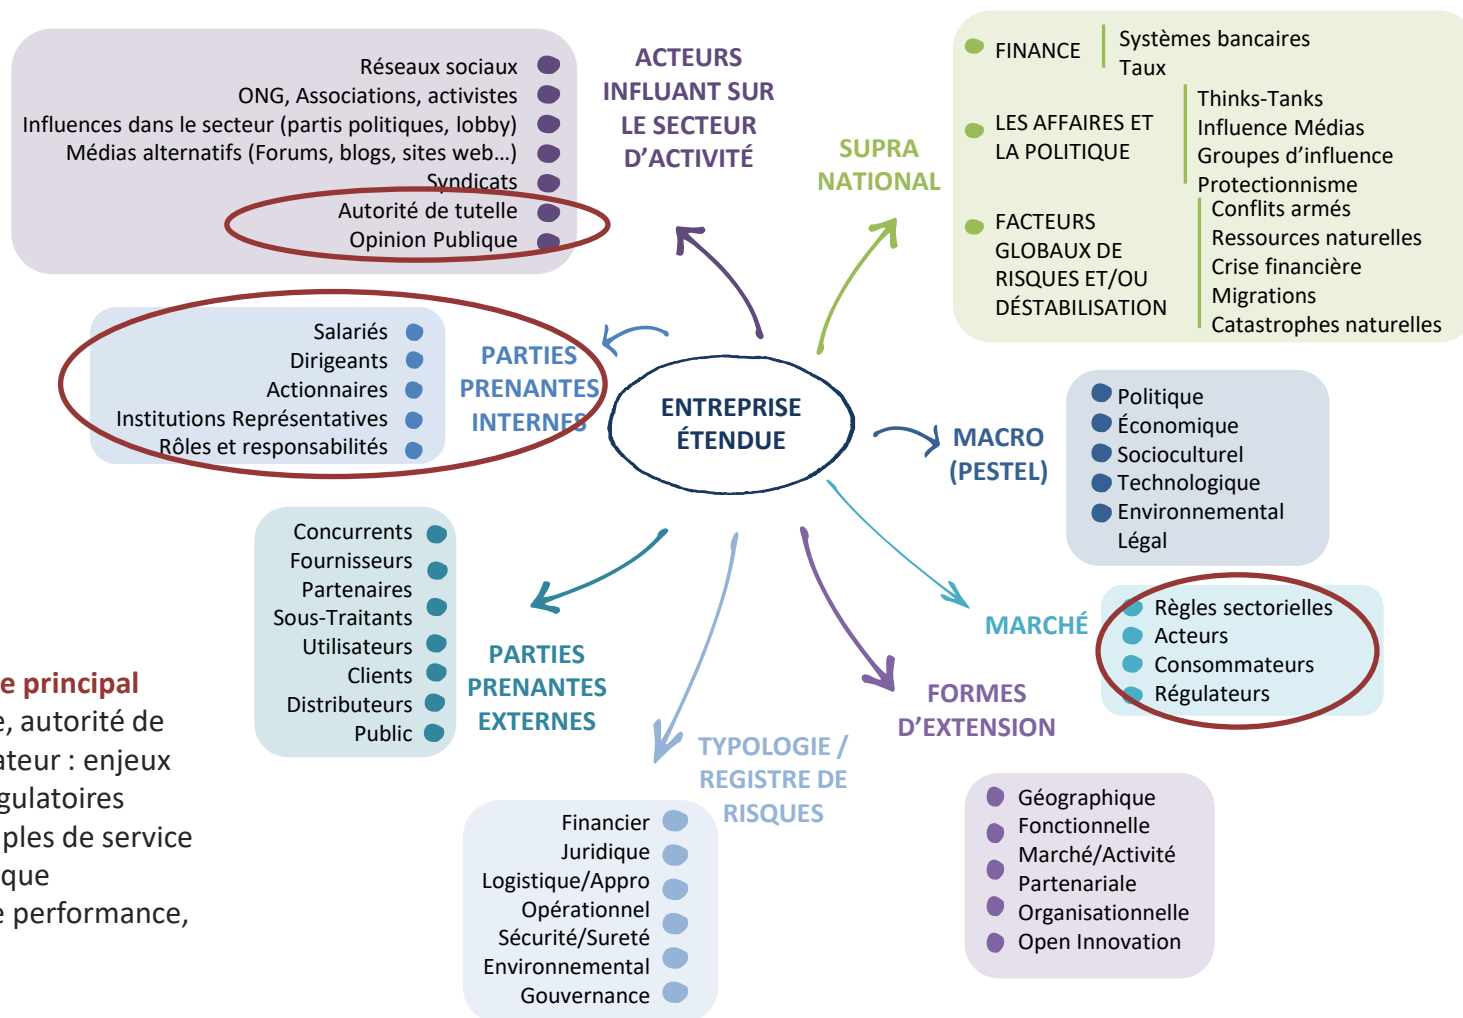 Réseaux sociaux
ONG, Associations, activistes
Influences dans le secteur (partis politiques, lobby)
Médias alternatifs (Forums, blogs, sites web...)
Syndicats
Autorité de tutelle
Opinion Publique
ACTEURS
INFLUANT SUR
LE SECTEUR
D’ACTIVITÉ
SUPRA
NATIONAL
FINANCE
Systèmes bancaires
Taux
LES AFFAIRES ET
LA POLITIQUE
Thinks-Tanks
Influence Médias
Groupes d’influence
Protectionnisme
FACTEURS
GLOBAUX DE
RISQUES ET/OU
DÉSTABILISATION
Conflits armés
Ressources naturelles
Crise financière
Migrations
Catastrophes naturelles
Salariés
Dirigeants
Actionnaires
Institutions Représentatives
Rôles et responsabilités
PARTIES
PRENANTES
INTERNES
ENTREPRISE
ÉTENDUE
MACRO
(PESTEL)
Politique
Économique
Socioculturel
Technologique
Environnemental
Légal
Concurrents
Fournisseurs
Partenaires
Sous-Traitants
Utilisateurs
Clients
Distributeurs
Public
PARTIES
PRENANTES
EXTERNES
MARCHÉ
Règles sectorielles
Acteurs
Consommateurs
Régulateurs
FORMES
D’EXTENSION
Géographique
Fonctionnelle
Marché/Activité
Partenariale
Organisationnelle
Open Innovation
TYPOLOGIE /
REGISTRE DE
RISQUES
Financier
Juridique
Logistique/Appro
Opérationnel
Sécurité/Sureté
Environnemental
Gouvernance
e principal
e, autorité de
ateur : enjeux
gulatoires
ples de service
que
e performance,